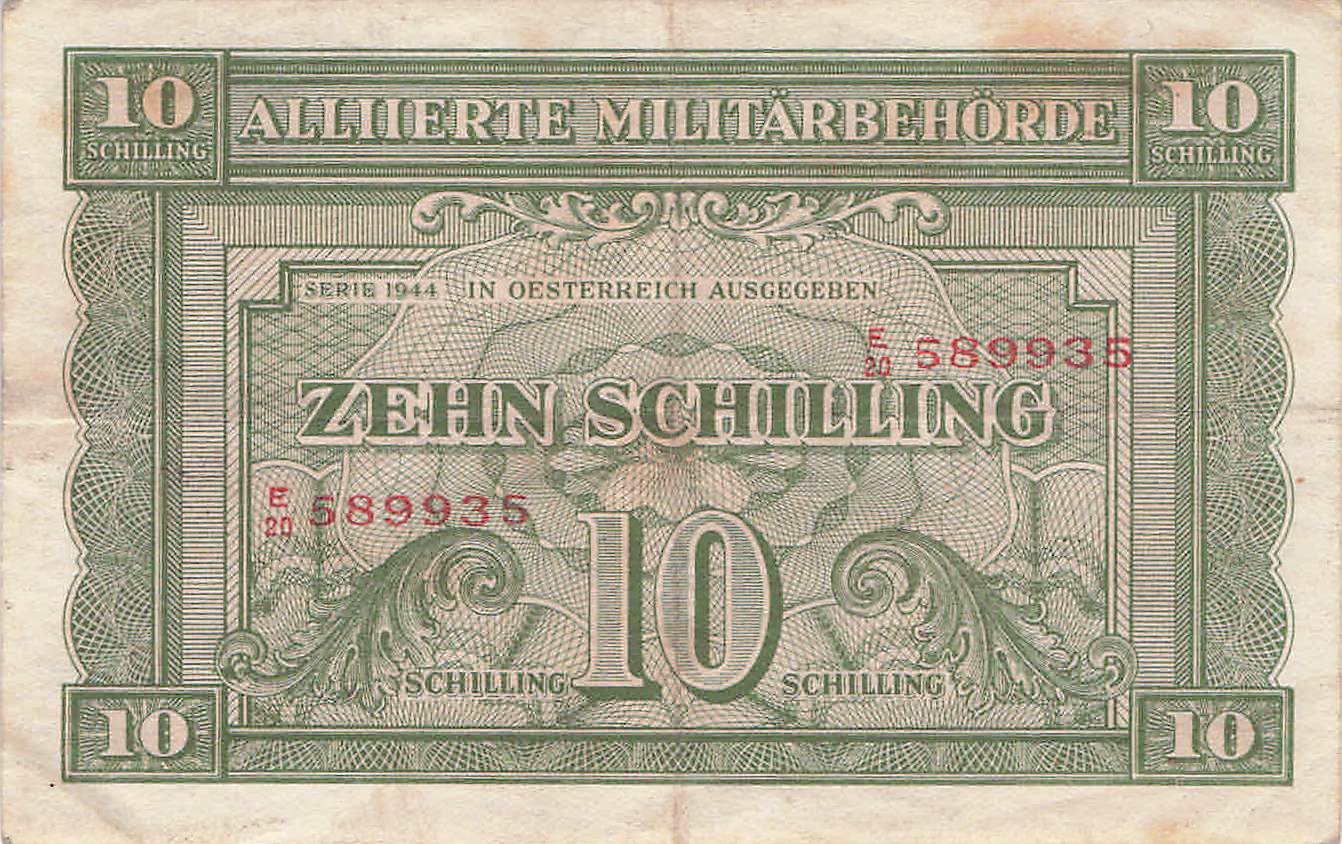 10 SCHILLING
ALLIIERTE MILITÄRBEHÖRDE
10 SCHILLING
SERIE 1944 IN OESTERREICH AUSGEGEBEN
E/20 589935
ZEHN SCHILLING
E/20 589935
SCHILLING 10 SCHILLING
10
10